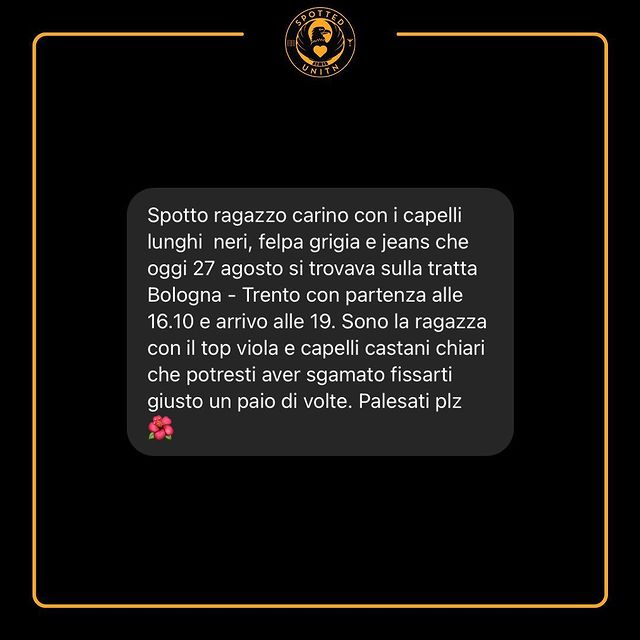 SPOTTED
UNITN
Spotto ragazzo carino con i capelli
lunghi  neri, felpa grigia e jeans che
oggi 27 agosto si trovava sulla tratta
Bologna - Trento con partenza alle
16.10 e arrivo alle 19. Sono la ragazza
con il top viola e capelli castani chiari
che potresti aver sgamato fissarti
giusto un paio di volte. Palesati plz
🌺